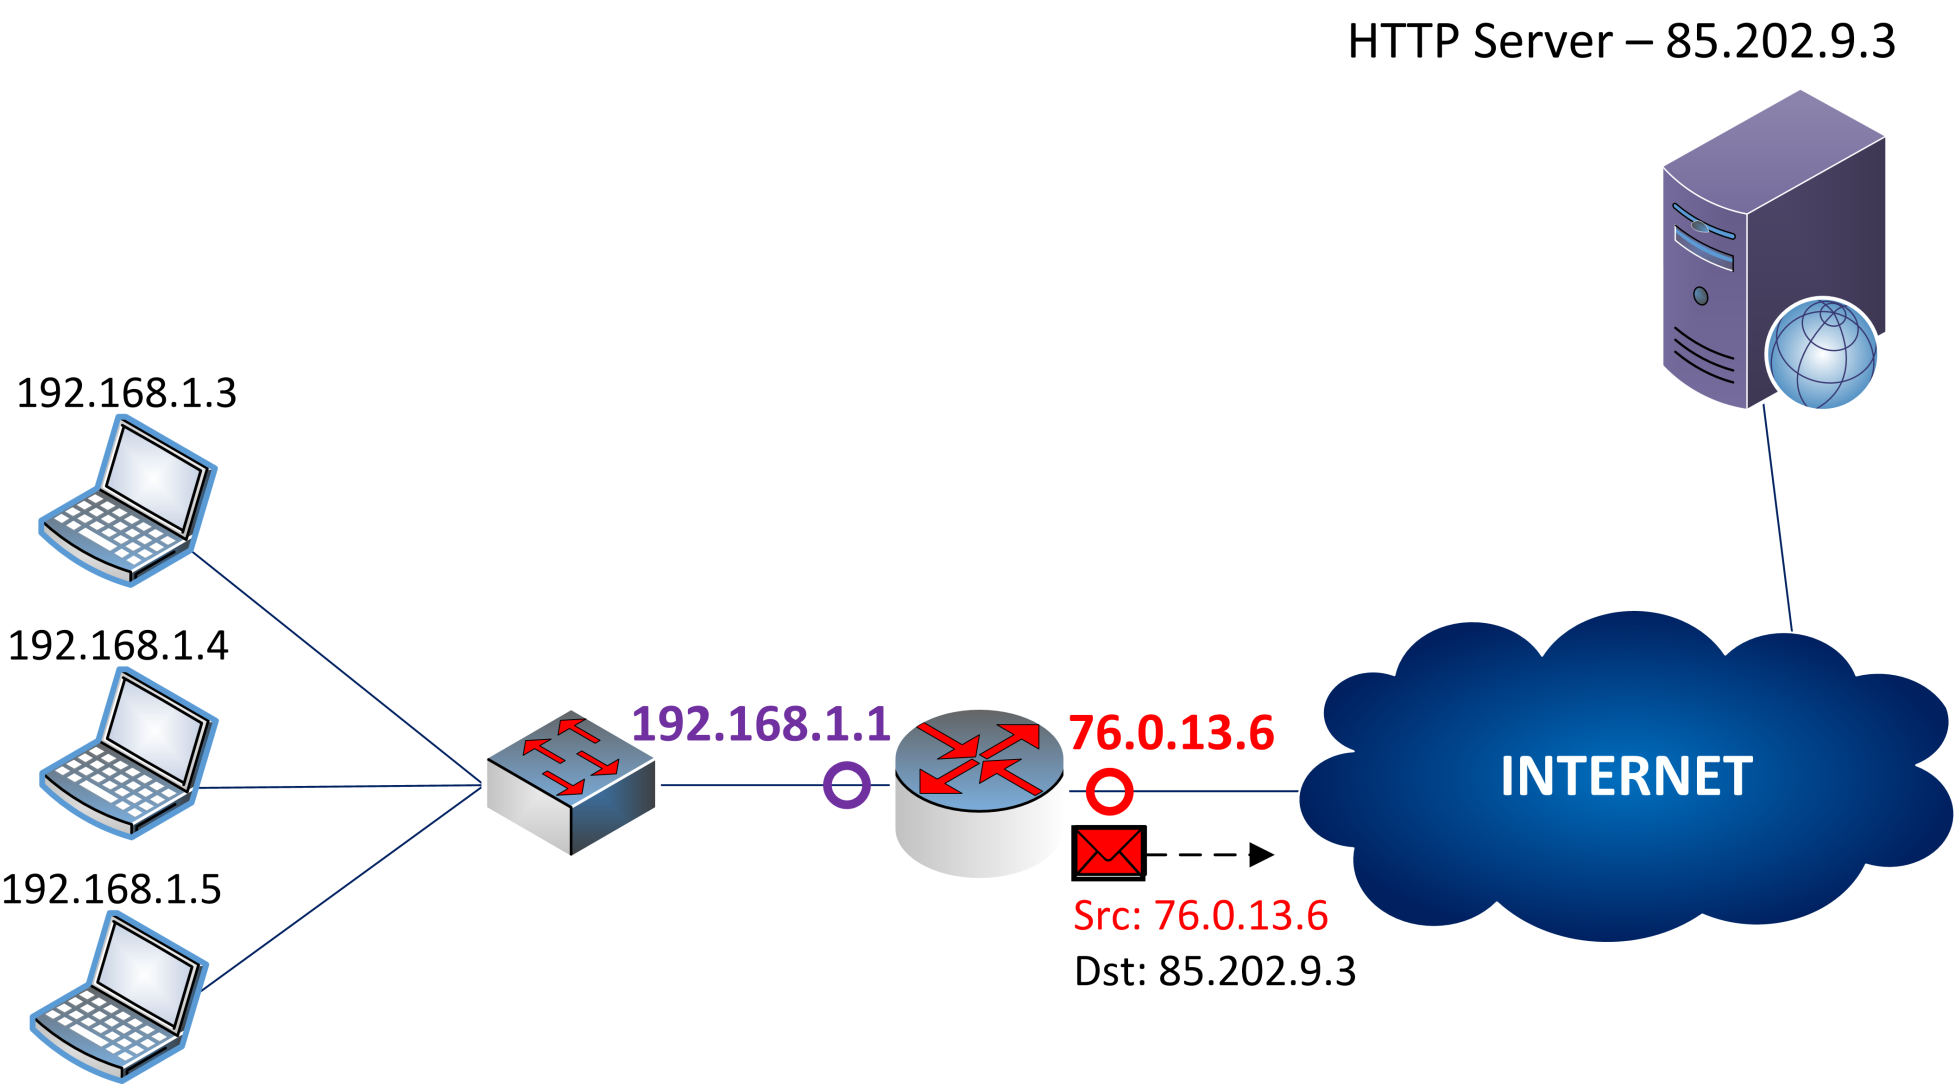 HTTP Server – 85.202.9.3
192.168.1.3
192.168.1.4
192.168.1.1
76.0.13.6
INTERNET
192.168.1.5
Src: 76.0.13.6
Dst: 85.202.9.3